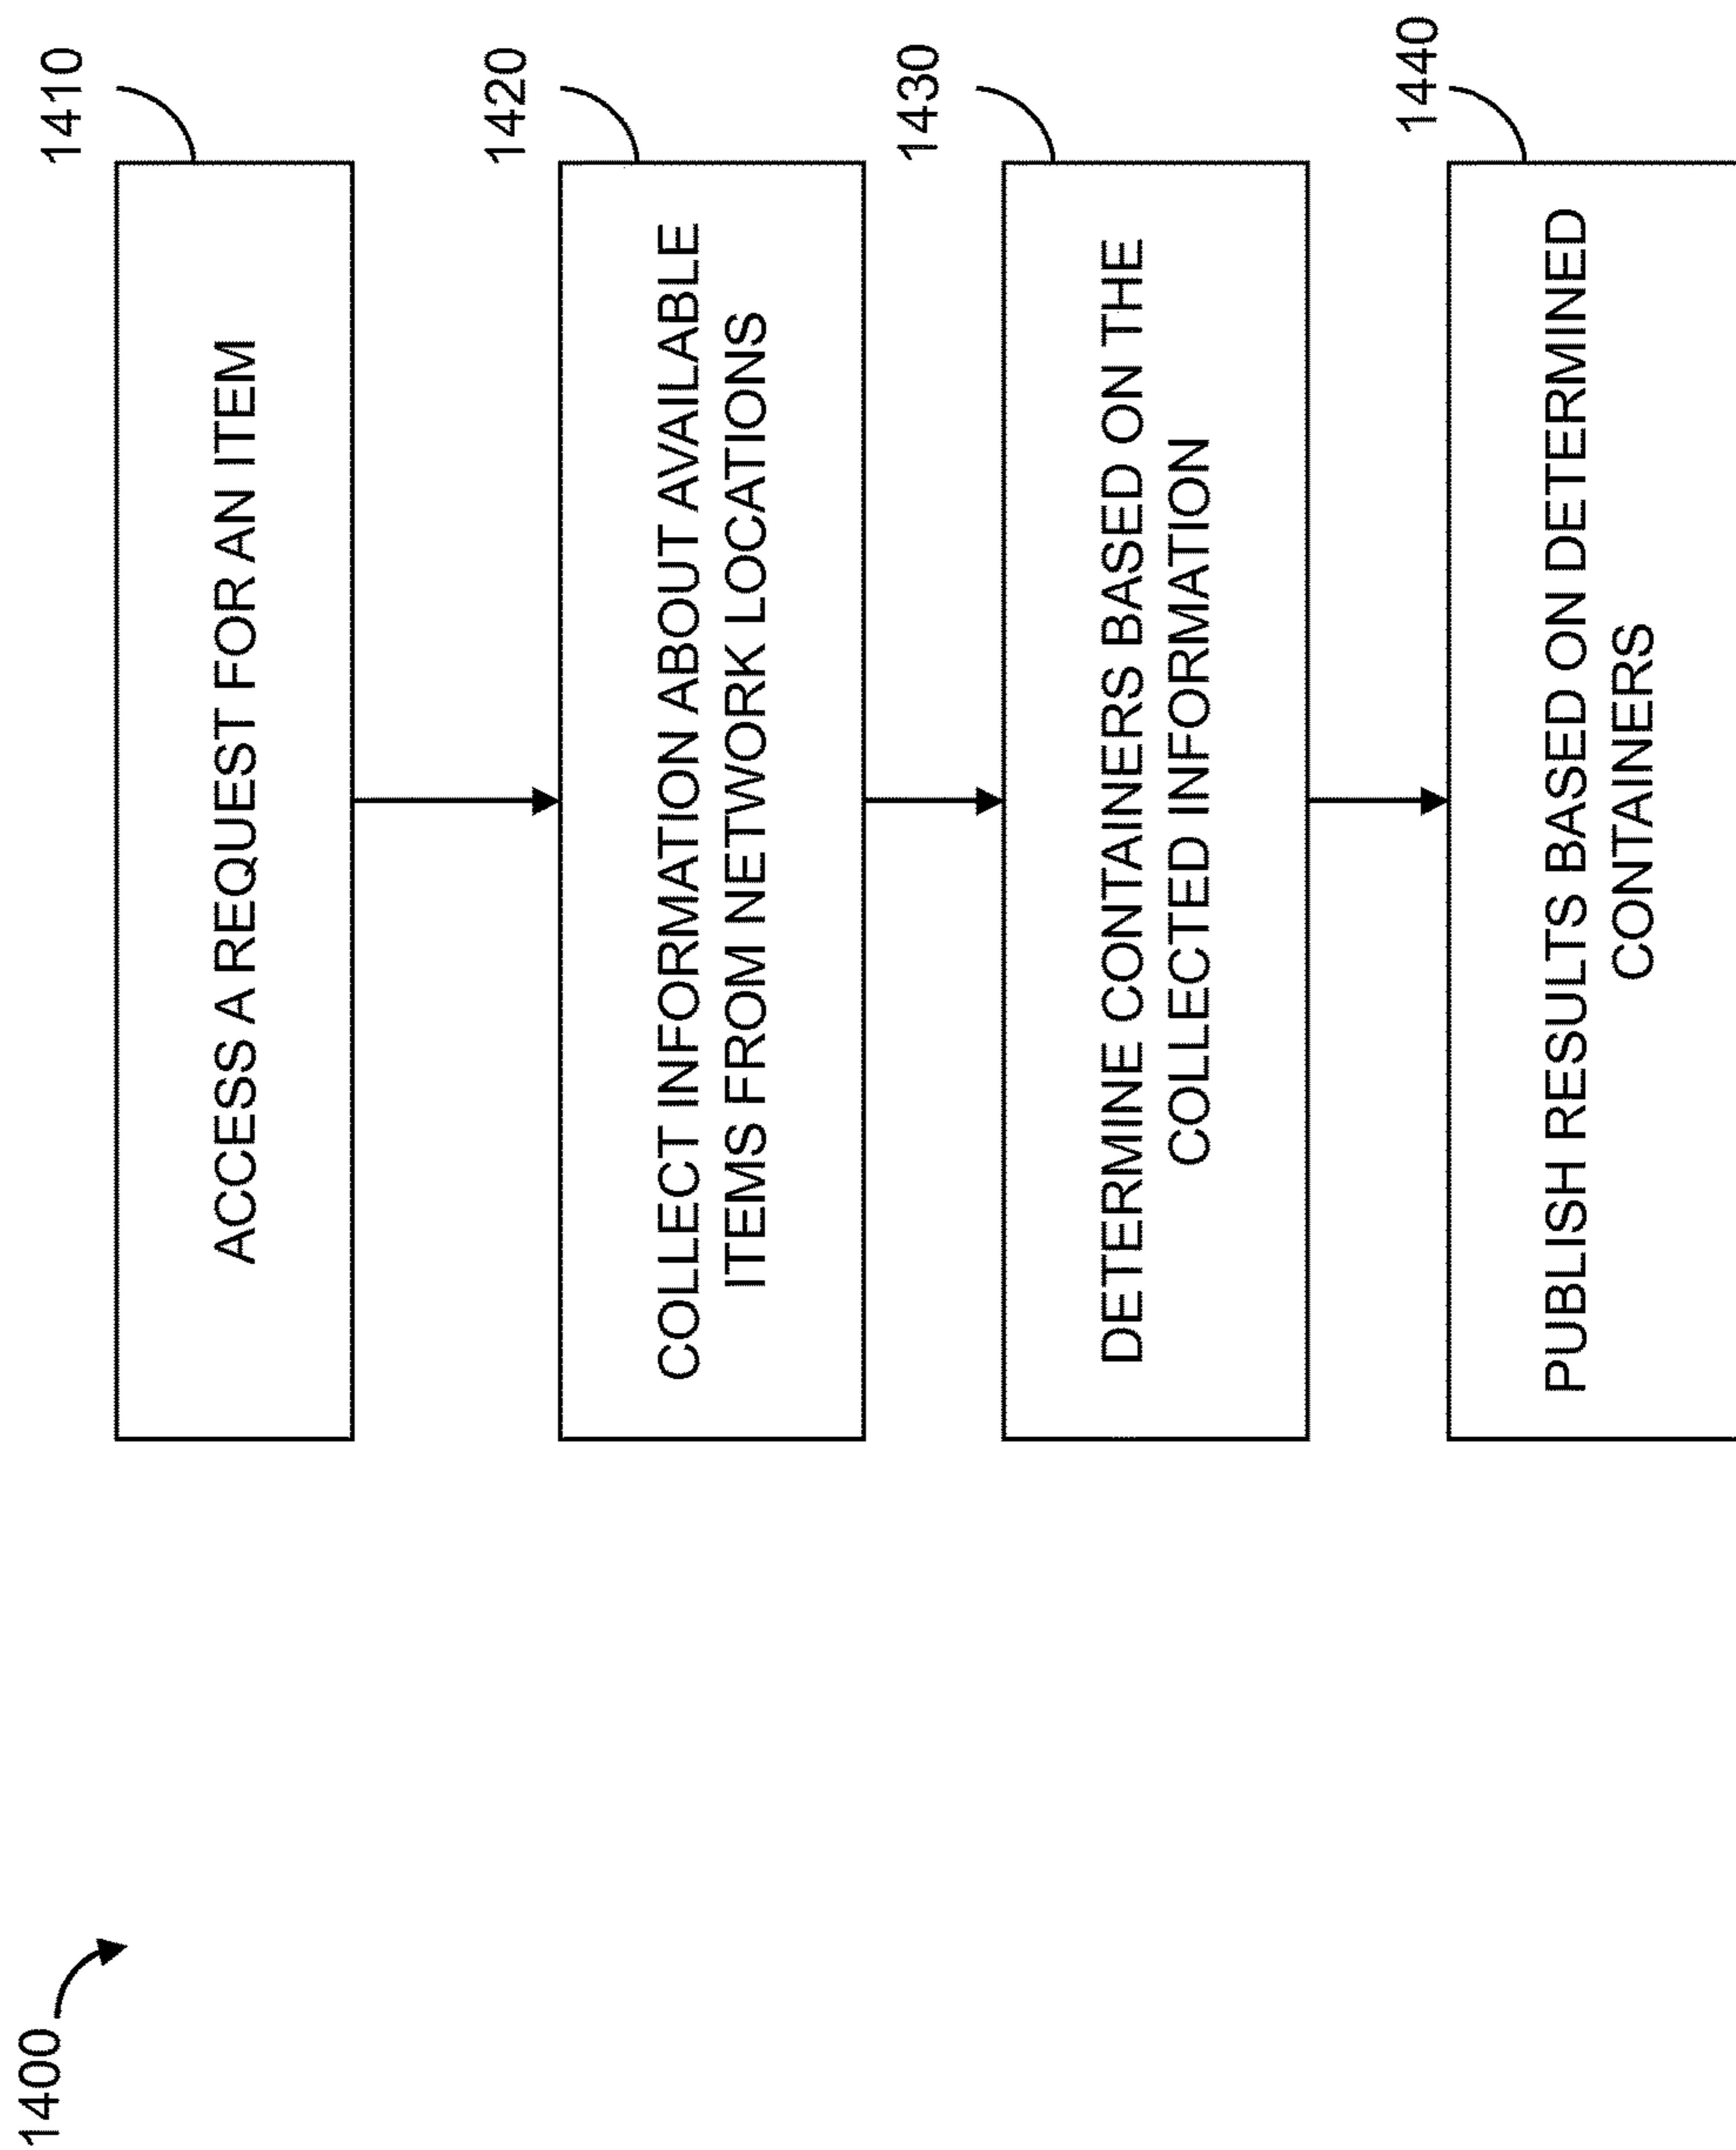 1400
1410
ACCESS A REQUEST FOR AN ITEM
1420
COLLECT INFORMATION ABOUT AVAILABLE
ITEMS FROM NETWORK LOCATIONS
1430
DETERMINE CONTAINERS BASED ON THE
COLLECTED INFORMATION
1440
PUBLISH RESULTS BASED ON DETERMINED
CONTAINERS